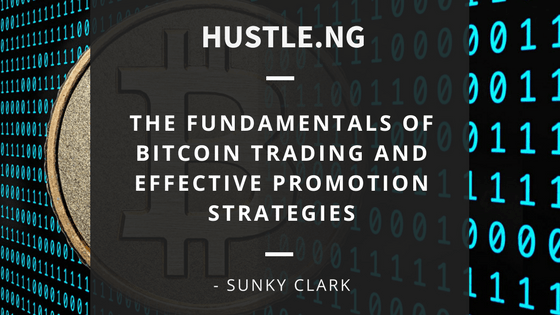 HUSTLE.NG
THE FUNDAMENTALS OF
BITCOIN TRADING AND
EFFECTIVE PROMOTION
STRATEGIES
- SUNKY CLARK